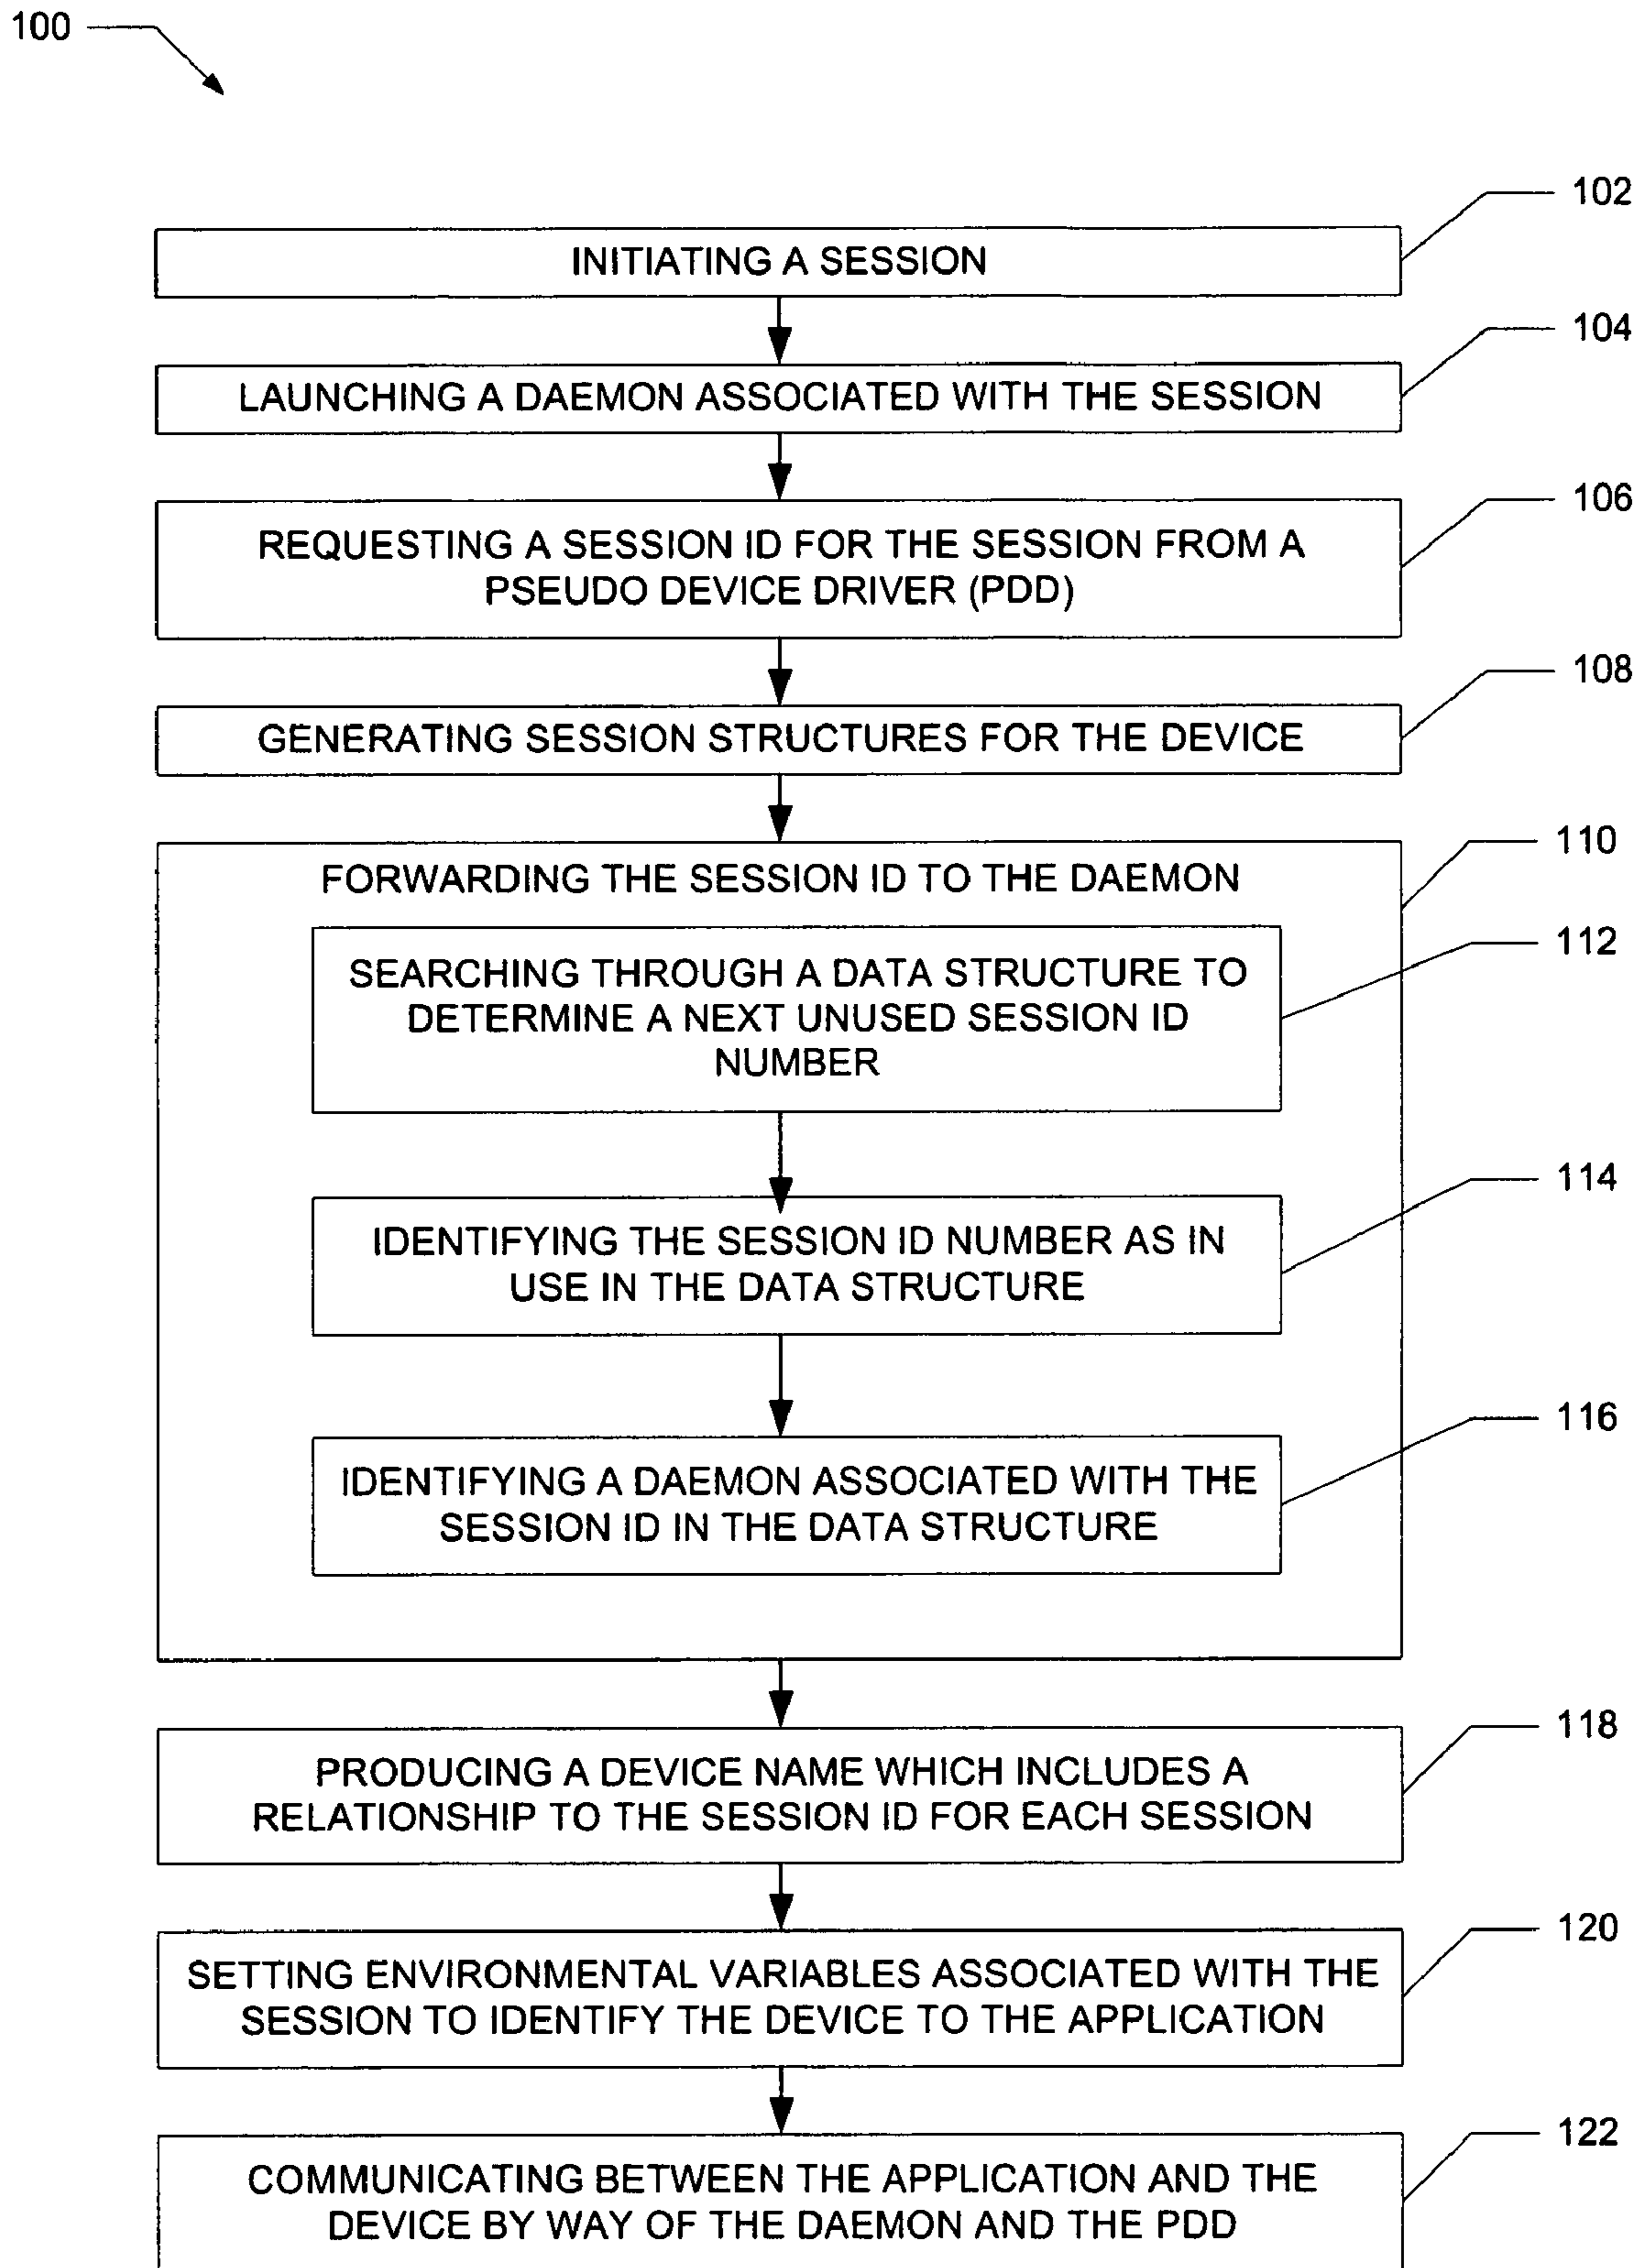 100
102
INITIATING A SESSION
104
LAUNCHING A DAEMON ASSOCIATED WITH THE SESSION
106
REQUESTING A SESSION ID FOR THE SESSION FROM A
PSEUDO DEVICE DRIVER (PDD)
108
GENERATING SESSION STRUCTURES FOR THE DEVICE
110
FORWARDING THE SESSION ID TO THE DAEMON
112
SEARCHING THROUGH A DATA STRUCTURE TO
DETERMINE A NEXT UNUSED SESSION ID
NUMBER
114
IDENTIFYING THE SESSION ID NUMBER AS IN
USE IN THE DATA STRUCTURE
116
IDENTIFYING A DAEMON ASSOCIATED WITH THE
SESSION ID IN THE DATA STRUCTURE
118
PRODUCING A DEVICE NAME WHICH INCLUDES A
RELATIONSHIP TO THE SESSION ID FOR EACH SESSION
120
SETTING ENVIRONMENTAL VARIABLES ASSOCIATED WITH THE
SESSION TO IDENTIFY THE DEVICE TO THE APPLICATION
122
COMMUNICATING BETWEEN THE APPLICATION AND THE
DEVICE BY WAY OF THE DAEMON AND THE PDD